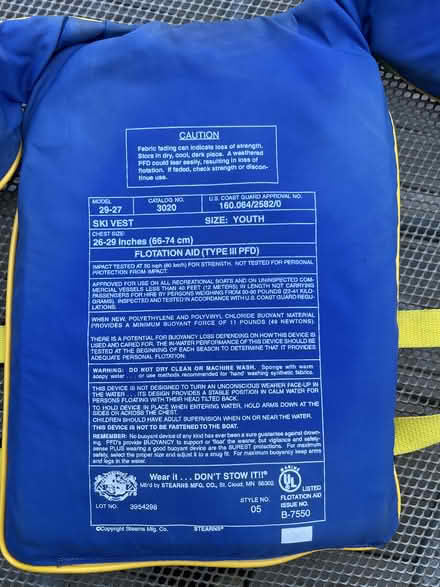 CAUTION
Fabric fading can indicate loss of strength.
Store in dry, cool, dark place. A weathered
PFD could tear easily, resulting in loss of
flotation. If faded, check strength or discon-
tinue use.
MODEL
29-27
CATALOG NO.
3020
U.S. COAST GUARD APPROVAL NO.
160.064/2582/0
SKI VEST
SIZE: YOUTH
CHEST SIZE:
26-29 Inches (66-74 cm)
FLOTATION AID (TYPE III PFD)
IMPACT TESTED AT 50 mph (80 km/h) FOR STRENGTH. NOT TESTED FOR PERSONAL
PROTECTION FROM IMPACT.
APPROVED FOR USE ON ALL RECREATIONAL BOATS AND ON UNINSPECTED COM-
MERCIAL VESSELS LESS THAN 40 FEET (12 METERS) IN LENGTH NOT CARRYING
PASSENGERS FOR HIRE BY PERSONS WEIGHING FROM 50-90 POUNDS (22-41 KILO-
GRAMS). INSPECTED AND TESTED IN ACCORDANCE WITH U.S. COAST GUARD REGU-
LATIONS.
WHEN NEW, POLYETHYLENE AND POLYVINYL CHLORIDE BUOYANT MATERIAL
PROVIDES A MINIMUM BUOYANT FORCE OF 11 POUNDS (49 NEWTONS).
THERE IS A POTENTIAL FOR BUOYANCY LOSS DEPENDING ON HOW THIS DEVICE IS
USED AND CARED FOR. THE IN-WATER PERFORMANCE OF THIS DEVICE SHOULD BE
TESTED AT THE BEGINNING OF EACH SEASON TO DETERMINE THAT IT PROVIDES
ADEQUATE PERSONAL FLOTATION.
WARNING: DO NOT DRY CLEAN OR MACHINE WASH. Sponge with warm
soapy water . . . or use methods recommended for hand washing synthetic fabrics.
THIS DEVICE IS NOT DESIGNED TO TURN AN UNCONSCIOUS WEARER FACE-UP IN
THE WATER . . . ITS DESIGN PROVIDES A STABLE POSITION IN CALM WATER FOR
PERSONS FLOATING WITH THEIR HEAD TILTED BACK.
TO HOLD DEVICE IN PLACE WHEN ENTERING WATER, HOLD ARMS DOWN AT THE
SIDES OR ACROSS THE CHEST.
CHILDREN SHOULD HAVE ADULT SUPERVISION WHEN ON OR NEAR THE WATER.
THIS DEVICE IS NOT TO BE FASTENED TO THE BOAT.
REMEMBER: No buoyant device of any kind has ever been a sure guarantee against drown-
ing. PFD's provide BUOYANCY to support or 'float' the wearer, but vigilance and safety-
sense PLUS wearing a good buoyant device are the SUREST protections. For maximum
safety, select the proper size and adjust it to a snug fit. For maximum buoyancy keep arms
and legs in the water.
Wear it . . . DON'T STOW IT!!®
Mfd by STEARNS MFG. CO., St. Cloud, MN 56302
LOT NO. 3954298
STYLE NO.
05
MARINE
UL
LISTED
FLOTATION AID
ISSUE NO.
B-7550
©Copyright Stearns Mfg. Co. STEARNS®